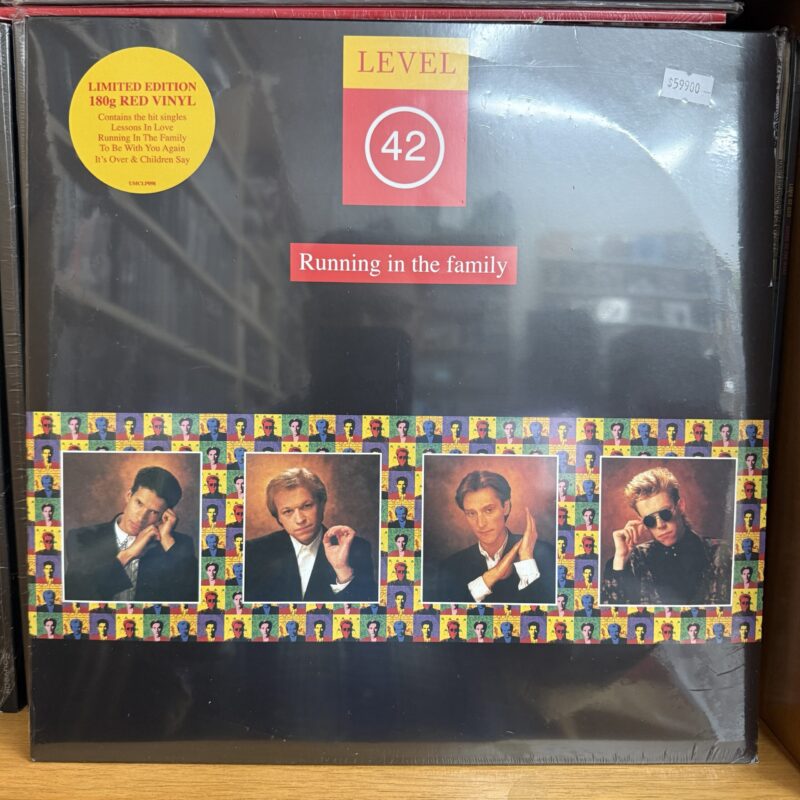 LEVEL
42
$59900
LIMITED EDITION
180g RED VINYL
Contains the hit singles
Lessons In Love
Running In The Family
To Be With You Again
It's Over & Children Say
UMCLP998
Running in the family